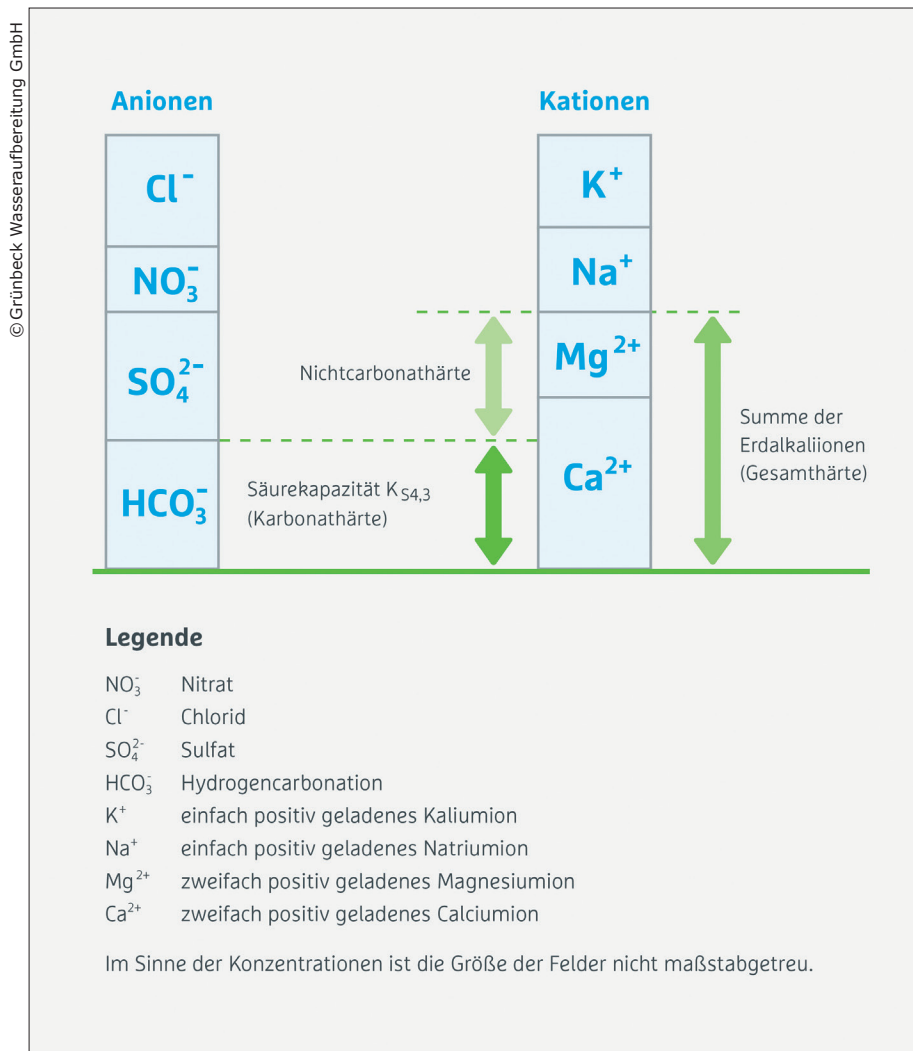 © Grünbeck Wasseraufbereitung GmbH
Anionen
Kationen
Cl⁻
NO₃⁻
SO₄²⁻
HCO₃⁻
K⁺
Na⁺
Mg²⁺
Ca²⁺
Nichtcarbonathärte
Säurekapazität K S4,3
(Karbonathärte)
Summe der
Erdalkaliionen
(Gesamthärte)
Legende
NO₃⁻ Nitrat
Cl⁻ Chlorid
SO₄²⁻ Sulfat
HCO₃⁻ Hydrogencarbonation
K⁺ einfach positiv geladenes Kaliumion
Na⁺ einfach positiv geladenes Natriumion
Mg²⁺ zweifach positiv geladenes Magnesiumion
Ca²⁺ zweifach positiv geladenes Calciumion
Im Sinne der Konzentrationen ist die Größe der Felder nicht maßstabgetreu.